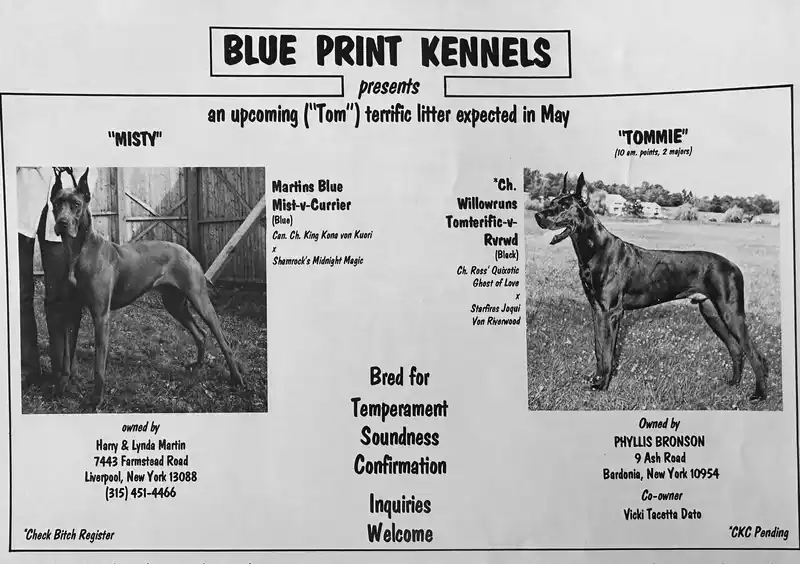 BLUE PRINT KENNELS
presents
an upcoming ("Tom") terrific litter expected in May
"MISTY"
Martins Blue
Mist-v-Currier
(Blue)
Can. Ch. King Kona von Kuori
x
Shamrock's Midnight Magic
owned by
Harry & Lynda Martin
7443 Farmstead Road
Liverpool, New York 13088
(315) 451-4466
*Check Bitch Register
Bred for
Temperament
Soundness
Confirmation
Inquiries
Welcome
"TOMMIE"
(10 am. points, 2 majors)
*Ch.
Willowruns
Tomterific-v-
Rvrwd
(Black)
Ch. Ross' Quixotic
Ghost of Love
x
Starfires Joqui
Von Riverwood
Owned by
PHYLLIS BRONSON
9 Ash Road
Bardonia, New York 10954
Co-owner
Vicki Tacetta Dato
*CKC Pending